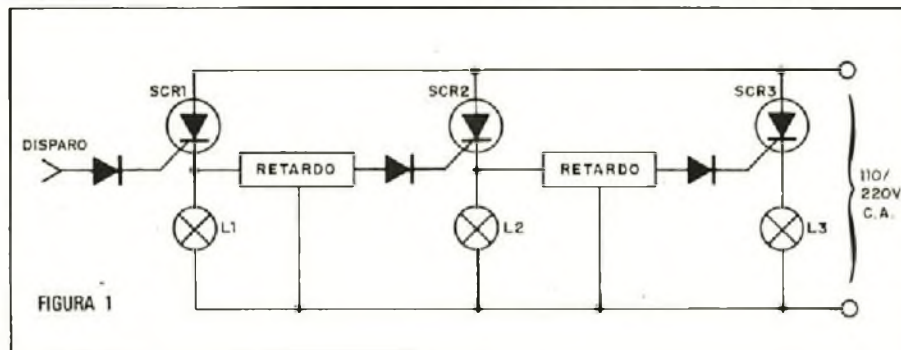 SCR1
SCR2
SCR3
DISPARO
RETARDO
RETARDO
110/
220V
C.A.
L1
L2
L3
FIGURA 1